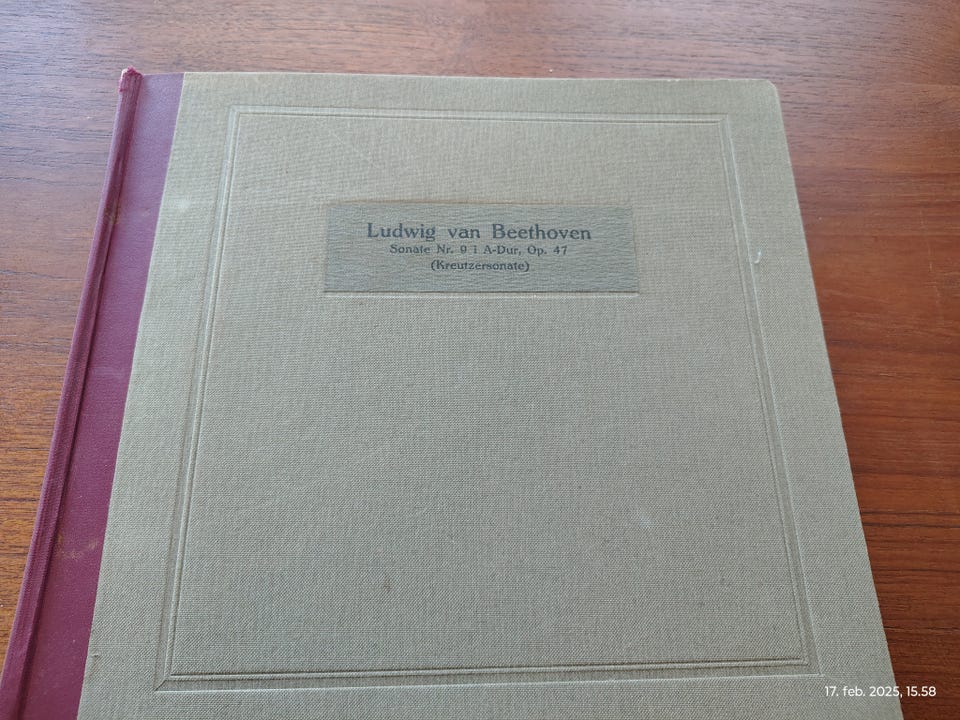 Ludwig van Beethoven
Sonate Nr. 9 i A-Dur, Op. 47
(Kreutzersonate)
17. feb. 2025, 15.58